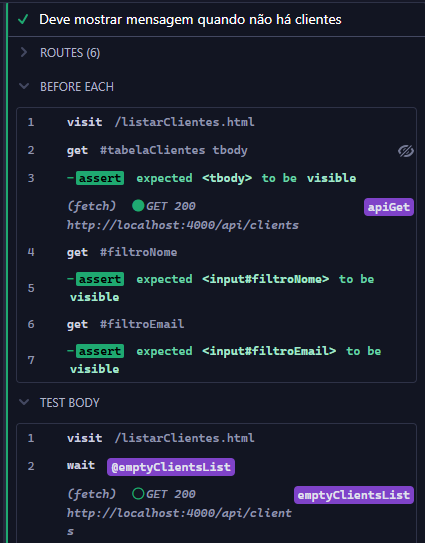 Deve mostrar mensagem quando não há clientes
ROUTES (6)
BEFORE EACH
1 visit /listarClientes.html
2 get #tabelaClientes tbody
3 -assert expected <tbody> to be visible
(fetch) GET 200 apiGet
http://localhost:4000/api/clients
4 get #filtroNome
-assert expected <input#filtroNome> to be
5 visible
6 get #filtroEmail
-assert expected <input#filtroEmail> to be
7 visible
TEST BODY
1 visit /listarClientes.html
2 wait @emptyClientsList
(fetch) GET 200 emptyClientsList
http://localhost:4000/api/client
s